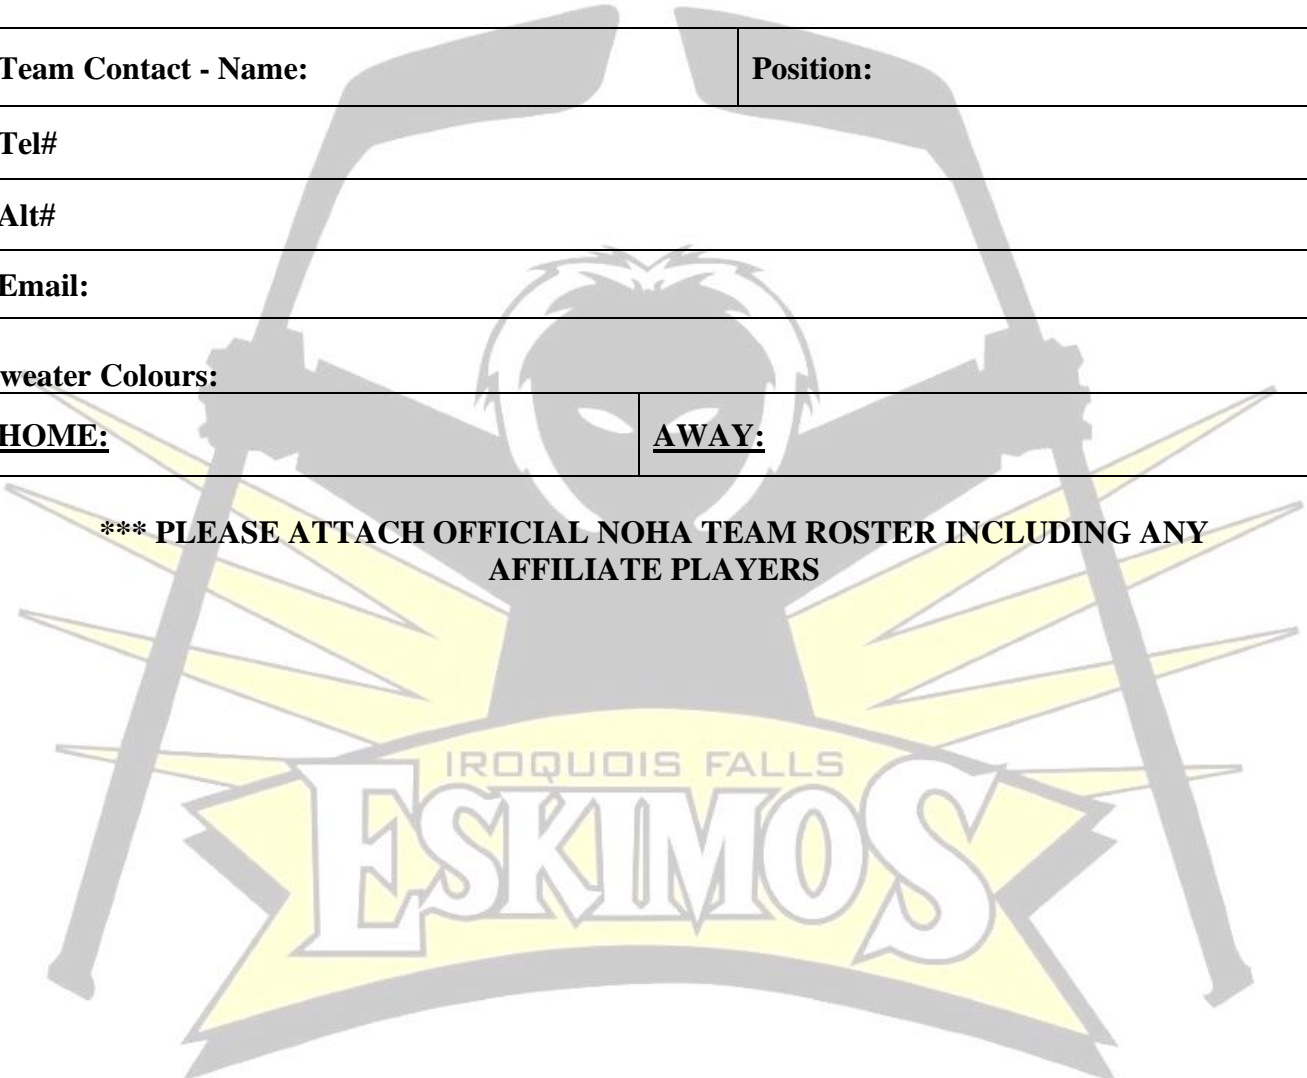 Team Contact - Name: Position:
Tel#
Alt#
Email:
weater Colours:
HOME: AWAY:
*** PLEASE ATTACH OFFICIAL NOHA TEAM ROSTER INCLUDING ANY
AFFILIATE PLAYERS
IROQUOIS FALLS
ESKIMOS